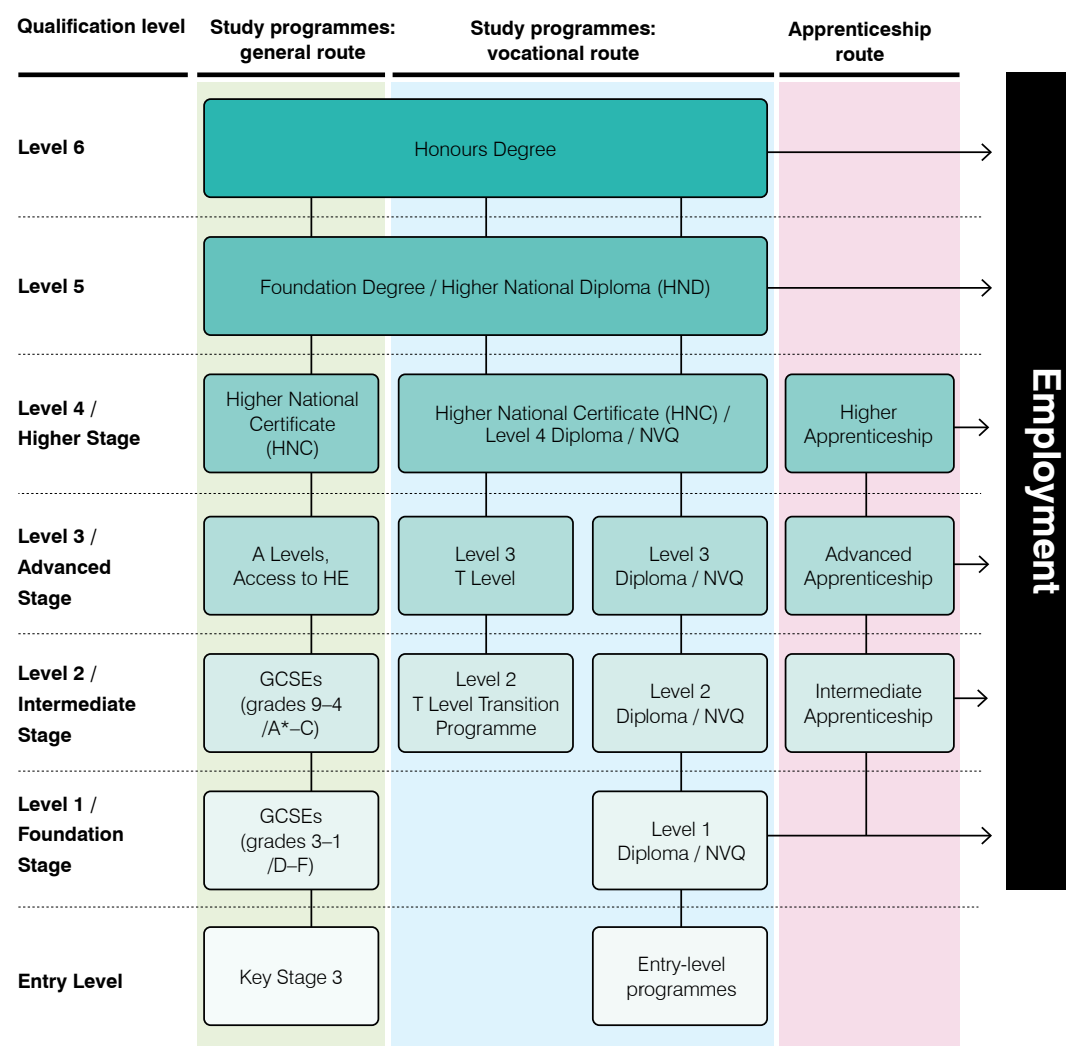 Qualification level
Study programmes:
general route
Study programmes:
vocational route
Apprenticeship
route
Level 6
Honours Degree
Level 5
Foundation Degree / Higher National Diploma (HND)
Level 4 /
Higher Stage
Higher National
Certificate
(HNC)
Higher National Certificate (HNC) /
Level 4 Diploma / NVQ
Higher
Apprenticeship
Level 3 /
Advanced
Stage
A Levels,
Access to HE
Level 3
T Level
Level 3
Diploma / NVQ
Advanced
Apprenticeship
Level 2 /
Intermediate
Stage
GCSEs
(grades 9–4
/A*–C)
Level 2
T Level Transition
Programme
Level 2
Diploma / NVQ
Intermediate
Apprenticeship
Level 1 /
Foundation
Stage
GCSEs
(grades 3–1
/D–F)
Level 1
Diploma / NVQ
Entry Level
Key Stage 3
Entry-level
programmes
Employment